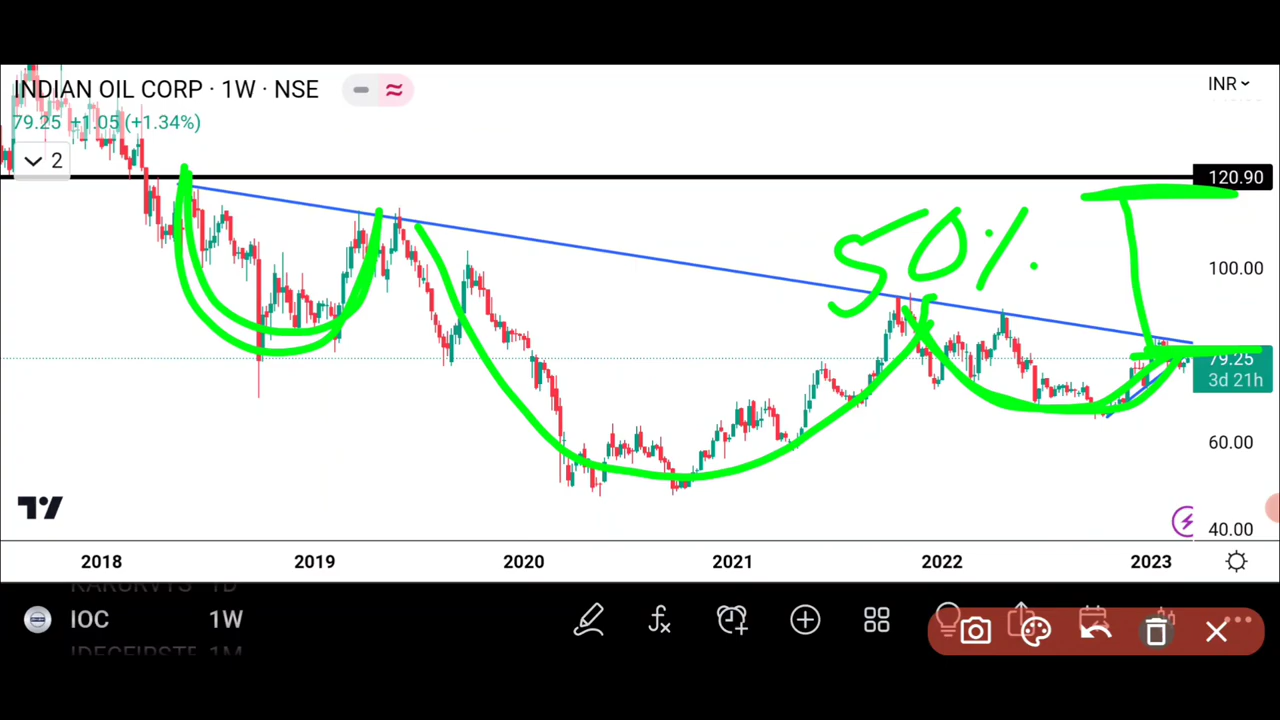 INDIAN OIL CORP · 1W · NSE
INR
79.25 +1.05 (+1.34%)
2
120.90
50%
100.00
79.25
3d 21h
60.00
40.00
2018 2019 2020 2021 2022 2023
IOC 1W